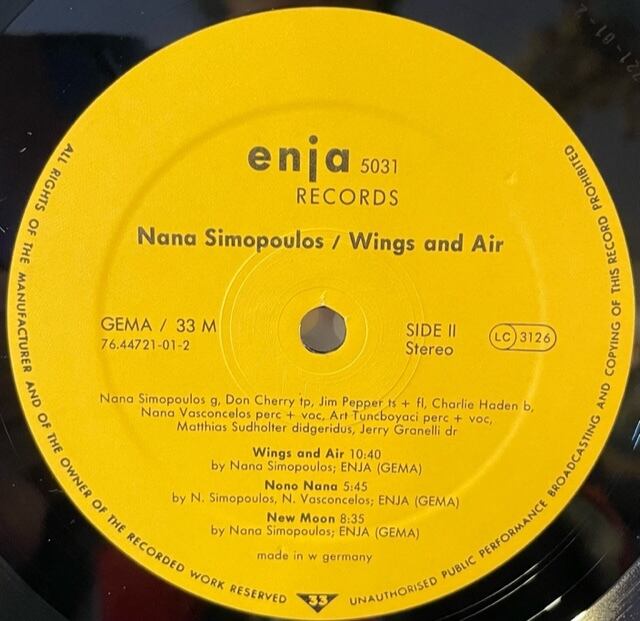 enja 5031
RECORDS
Nana Simopoulos / Wings and Air
GEMA / 33 M
76.44721-01-2
SIDE II
Stereo
LC 3126
Nana Simopoulos g, Don Cherry tp, Jim Pepper ts + fl, Charlie Haden b,
Nana Vasconcelos perc + voc, Art Tuncboyaci perc + voc,
Matthias Sudholter didgeridus, Jerry Granelli dr
Wings and Air 10:40
by Nana Simopoulos; ENJA (GEMA)
Nono Nana 5:45
by N. Simopoulos, N. Vasconcelos; ENJA (GEMA)
New Moon 8:35
by Nana Simopoulos; ENJA (GEMA)
made in w germany
ALL RIGHTS OF THE MANUFACTURER AND OF THE OWNER OF THE RECORDED WORK RESERVED
33
UNAUTHORISED PUBLIC PERFORMANCE BROADCASTING AND COPYING OF THIS RECORD PROHIBITED